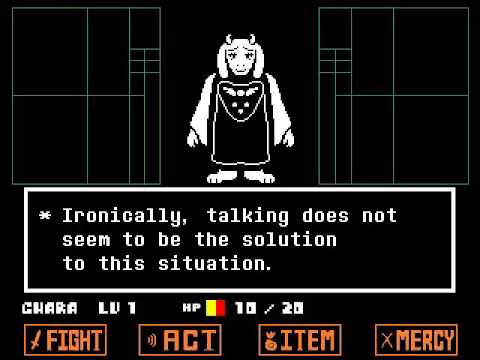 * Ironically, talking does not
seem to be the solution
to this situation.
CHARA LV 1 HP 10 / 20
FIGHT ACT ITEM MERCY